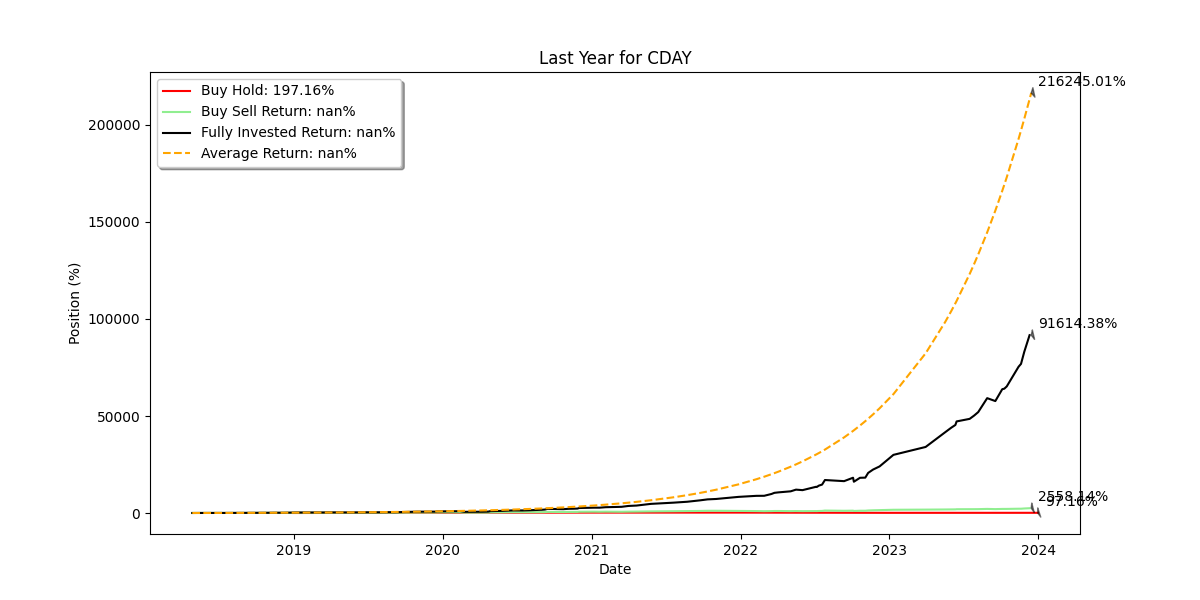 Last Year for CDAY
Buy Hold: 197.16%
Buy Sell Return: nan%
Fully Invested Return: nan%
Average Return: nan%
216245.01%
91614.38%
2558.14%
97.16%
Position (%)
200000
150000
100000
50000
0
2019
2020
2021
2022
2023
2024
Date